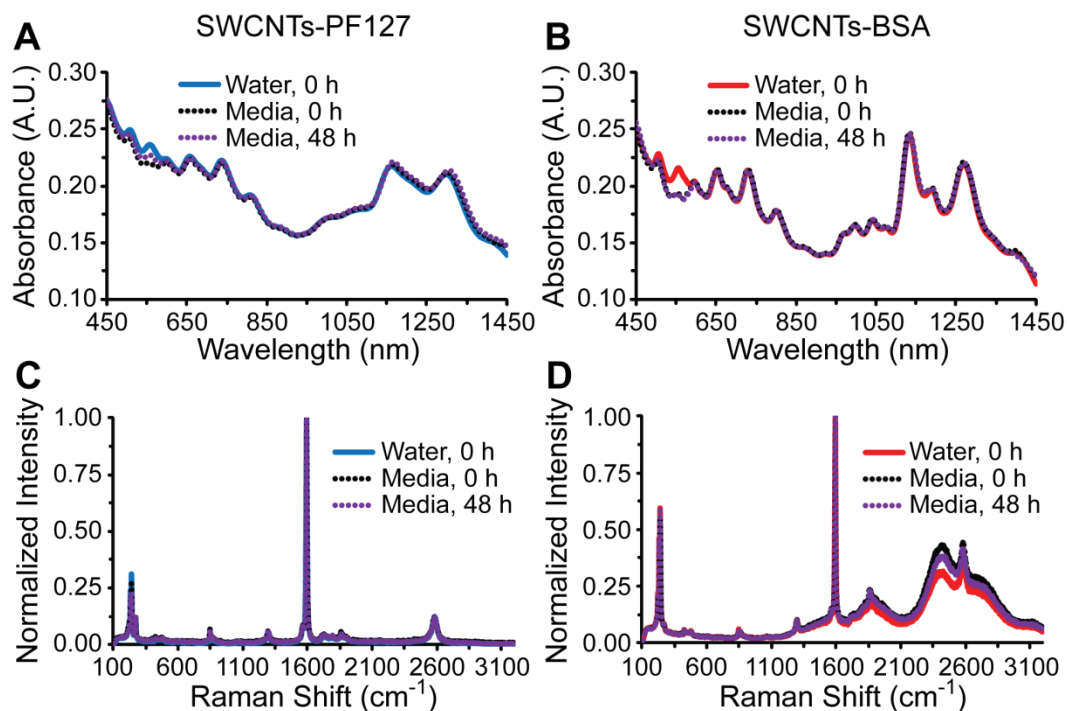 SWCNTs-PF127
SWCNTs-BSA
A
Absorbance (A.U.)
0.30
0.25
0.20
0.15
0.10
Water, 0 h
Media, 0 h
Media, 48 h
450 650 850 1050 1250 1450
Wavelength (nm)
B
Absorbance (A.U.)
0.30
0.25
0.20
0.15
0.10
Water, 0 h
Media, 0 h
Media, 48 h
450 650 850 1050 1250 1450
Wavelength (nm)
C
Normalized Intensity
1.00
0.75
0.50
0.25
0.00
Water, 0 h
Media, 0 h
Media, 48 h
100 600 1100 1600 2100 2600 3100
Raman Shift (cm⁻¹)
D
Normalized Intensity
1.00
0.75
0.50
0.25
0.00
Water, 0 h
Media, 0 h
Media, 48 h
100 600 1100 1600 2100 2600 3100
Raman Shift (cm⁻¹)